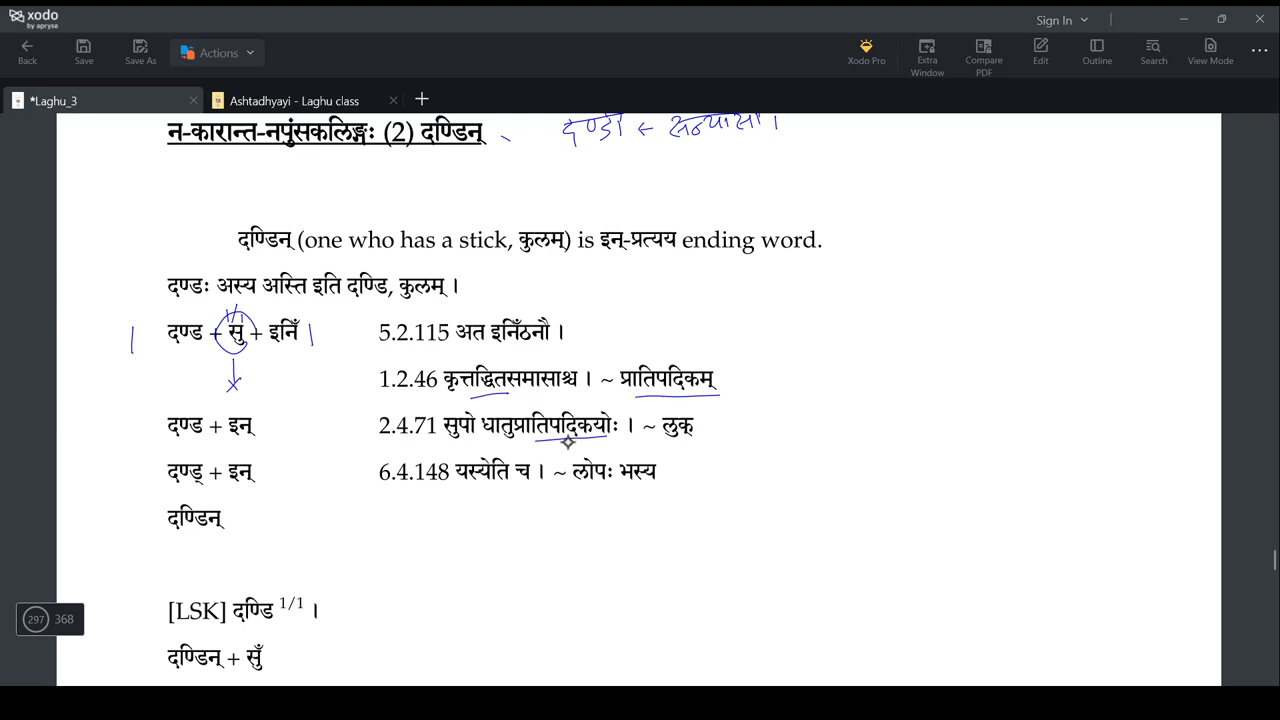 xodo
by apryse
Sign In
Back Save Save As Actions Xodo Pro Extra Window Compare PDF Edit Outline Search View Mode
*Laghu_3 Ashtadhyayi - Laghu class
न-कारान्त-नपुंसकलिङ्गः (2) दण्डिन्
दण्डी ← सन्यासी ।
दण्डिन् (one who has a stick, कुलम्) is इन्-प्रत्यय ending word.
दण्डः अस्य अस्ति इति दण्डि, कुलम् ।
दण्ड + सु + इनिँ 5.2.115 अत इनिँठनौ ।
1.2.46 कृत्तद्धितसमासाश्च । ~ प्रातिपदिकम्
दण्ड + इन् 2.4.71 सुपो धातुप्रातिपदिकयोः । ~ लुक्
दण्ड् + इन् 6.4.148 यस्येति च । ~ लोपः भस्य
दण्डिन्
[LSK] दण्डि 1/1 ।
297 368
दण्डिन् + सुँ